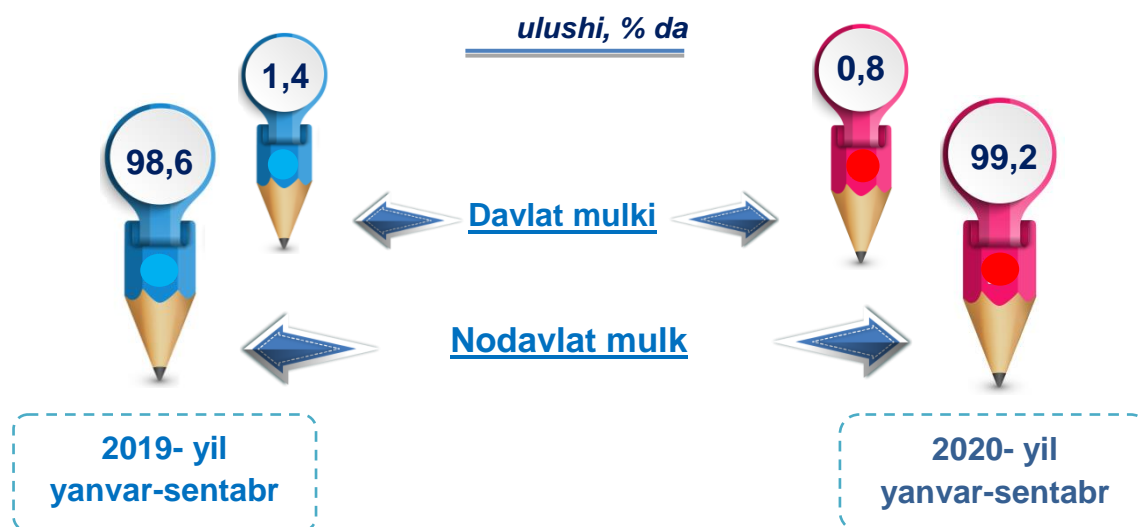 ulushi, % da
1,4
0,8
98,6
99,2
Davlat mulki
Nodavlat mulk
2019- yil
yanvar-sentabr
2020- yil
yanvar-sentabr